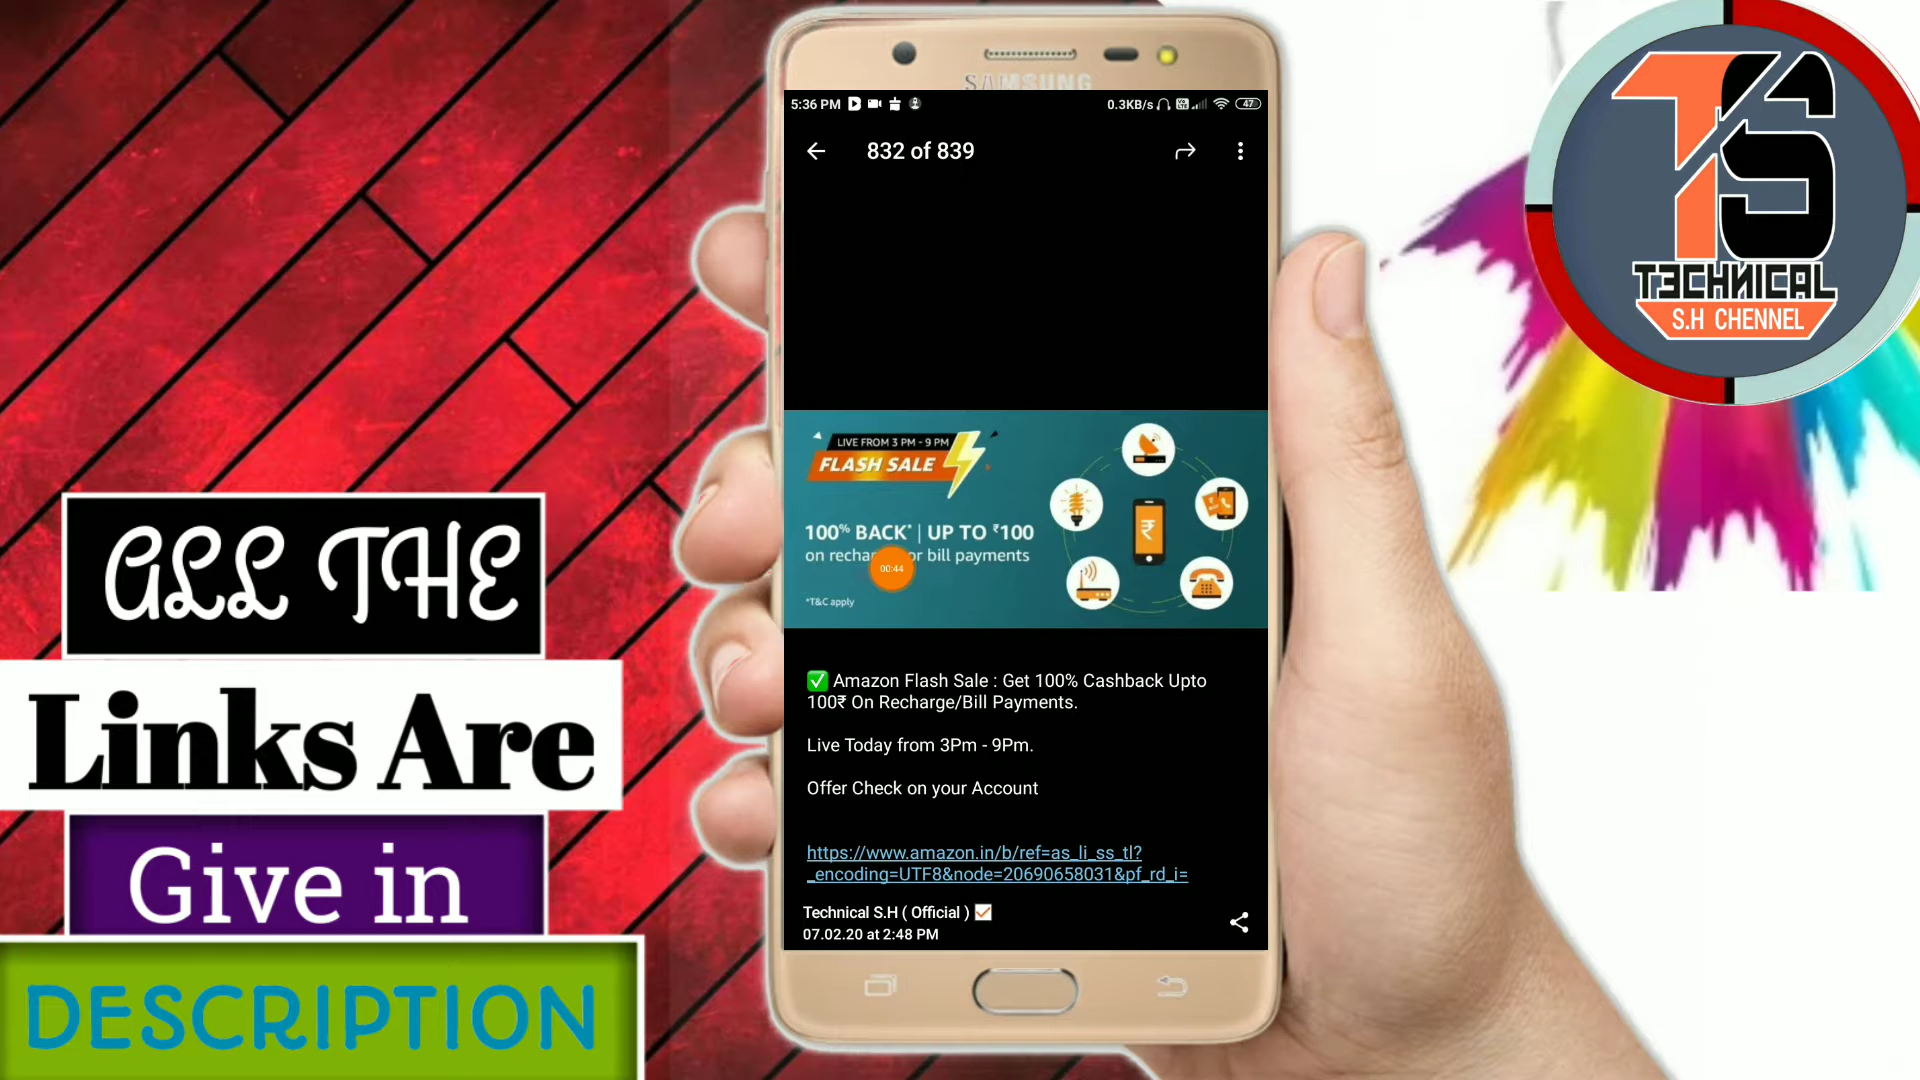 ALL THE
Links Are
Give in
DESCRIPTION
SAMSUNG
5:36 PM
0.3KB/s
47
832 of 839
LIVE FROM 3 PM - 9 PM
FLASH SALE
100% BACK* | UP TO ₹100
on rechar or bill payments
00:44
*T&C apply
✅ Amazon Flash Sale : Get 100% Cashback Upto
100₹ On Recharge/Bill Payments.
Live Today from 3Pm - 9Pm.
Offer Check on your Account
https://www.amazon.in/b/ref=as_li_ss_tl?
_encoding=UTF8&node=20690658031&pf_rd_i=
Technical S.H ( Official )
07.02.20 at 2:48 PM
TS
TECHNICAL
S.H CHENNEL